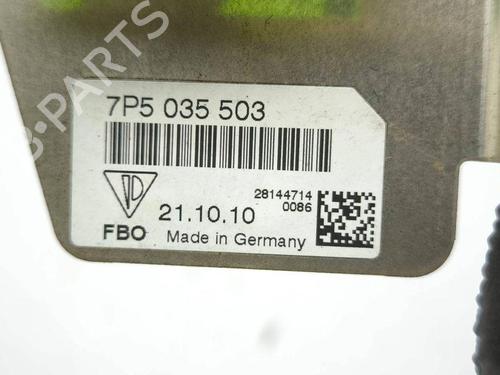 B-PARTS
7P5 035 503
28144714
21.10.10 0086
FBO Made in Germany